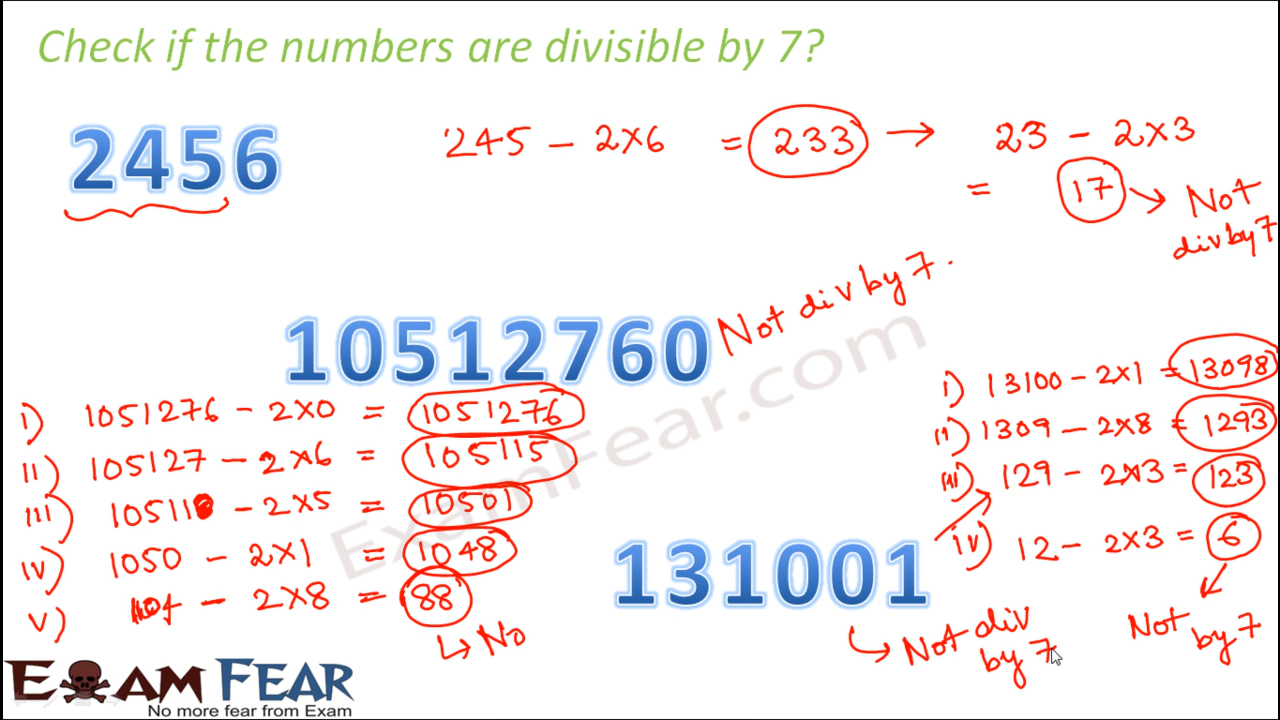 Check if the numbers are divisible by 7?
2456
245 - 2×6 = 233 → 23 - 2×3
= 17 → Not
div by 7
10512760
Not div by 7.
i) 1051276 - 2×0 = 1051276
ii) 105127 - 2×6 = 105115
iii) 10511 - 2×5 = 10501
iv) 1050 - 2×1 = 1048
v) 104 - 2×8 = 88
↳ No
131001
↳ Not div
by 7
i) 13100 - 2×1 = 13098
ii) 1309 - 2×8 = 1293
iii) 129 - 2×3 = 123
iv) 12 - 2×3 = 6
Not
by 7
ExamFear.com
EXAM FEAR
No more fear from Exam